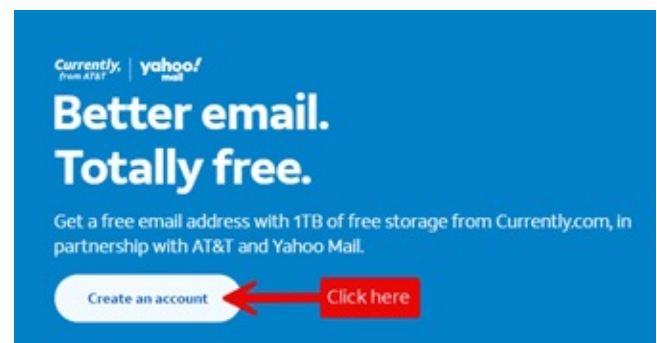 Currently, | yahoo!
from AT&T mail
Better email.
Totally free.
Get a free email address with 1TB of free storage from Currently.com, in
partnership with AT&T and Yahoo Mail.
Create an account Click here